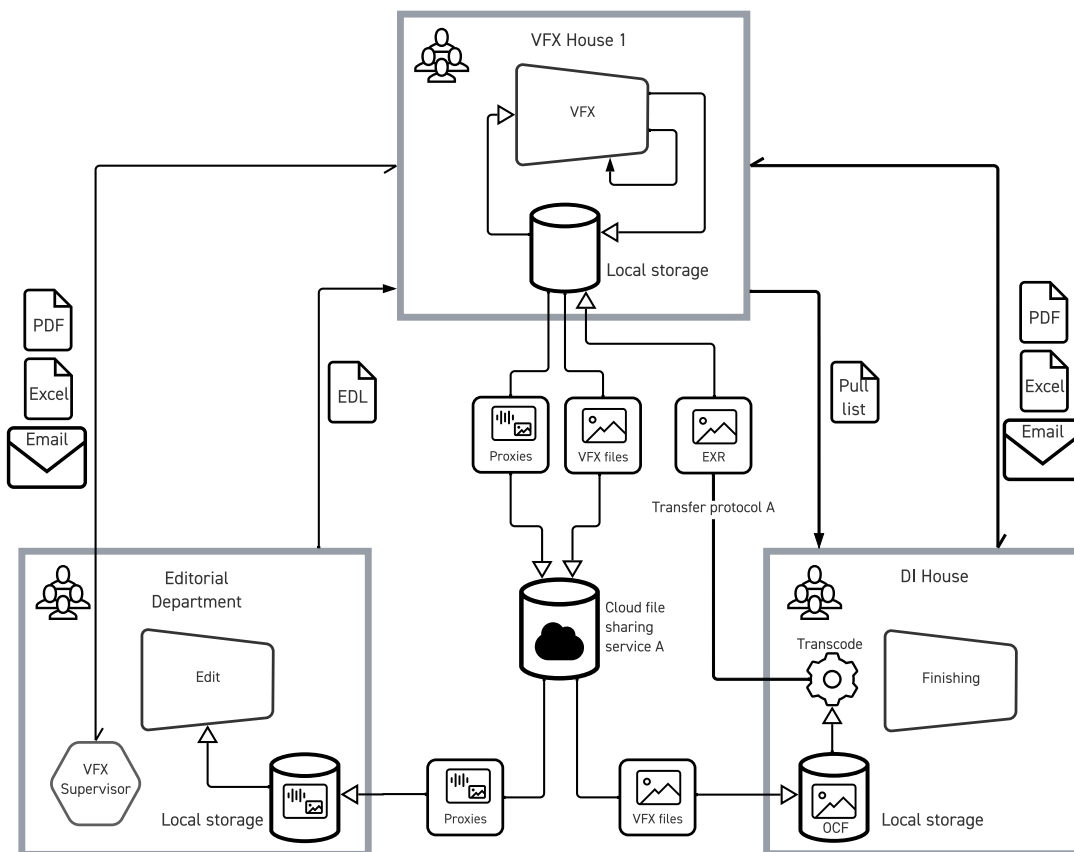 VFX House 1
VFX
Local storage
PDF
Excel
Email
EDL
Proxies
VFX files
EXR
Transfer protocol A
Pull
list
PDF
Excel
Email
Editorial
Department
Edit
VFX
Supervisor
Local storage
Cloud file
sharing
service A
Proxies
VFX files
DI House
Transcode
Finishing
OCF
Local storage